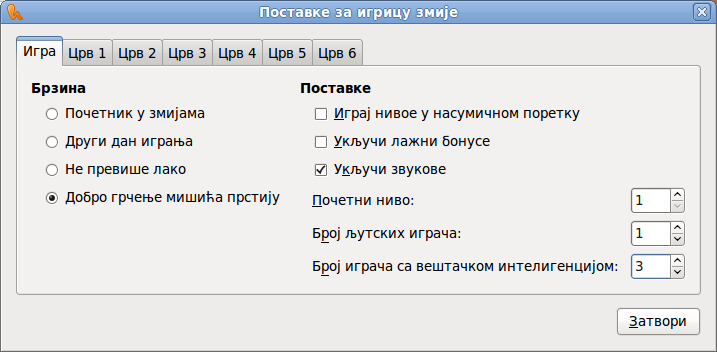 Поставке за игрицу змије
Игра Црв 1 Црв 2 Црв 3 Црв 4 Црв 5 Црв 6
Брзина
Почетник у змијама
Други дан играња
Не превише лако
Добро грчење мишића прстију
Поставке
Играј нивое у насумичном поретку
Укључи лажни бонусе
Укључи звукове
Почетни ниво: 1
Број љутских играча: 1
Број играча са вештачком интелигенцијом: 3
Затвори